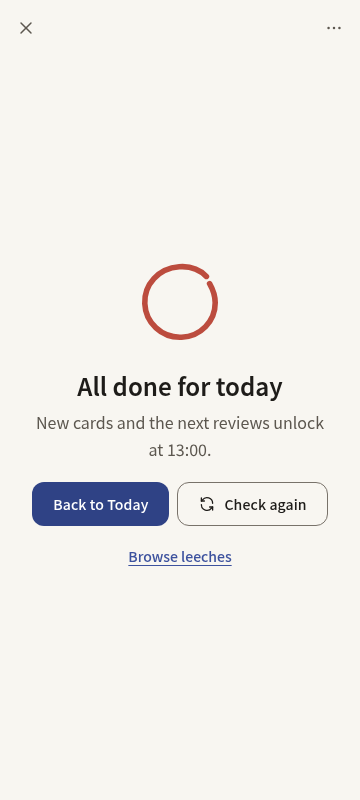 All done for today
New cards and the next reviews unlock
at 13:00.
Back to Today
Check again
Browse leeches